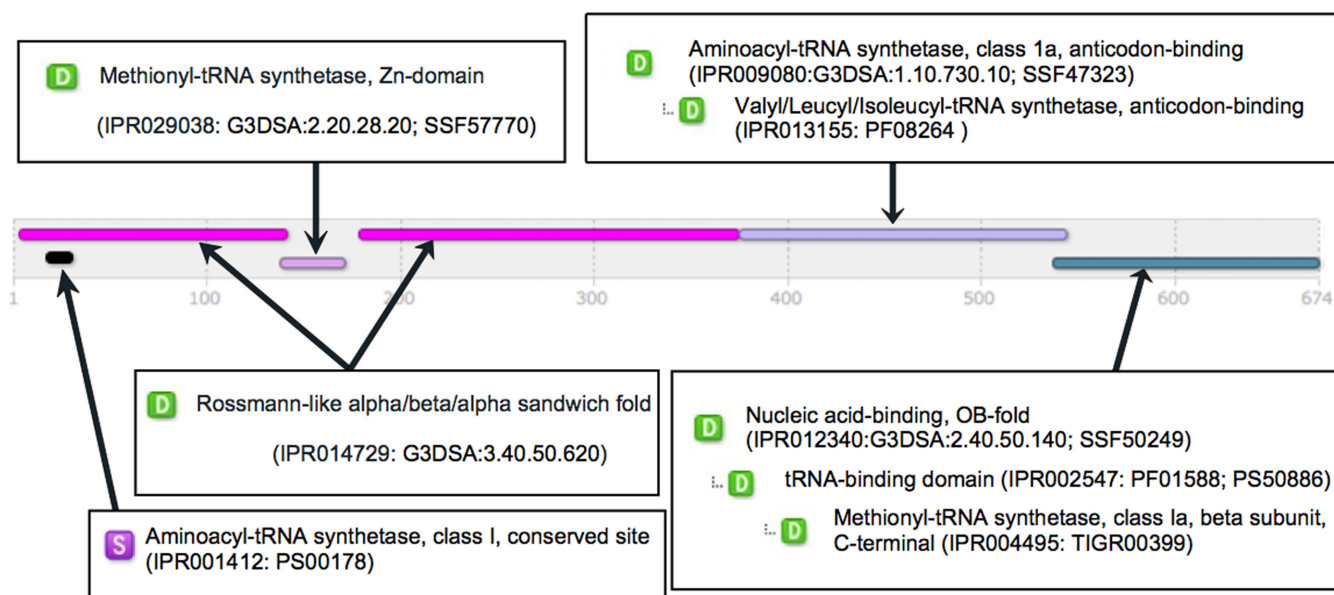 D Methionyl-tRNA synthetase, Zn-domain
(IPR029038: G3DSA:2.20.28.20; SSF57770)
D Aminoacyl-tRNA synthetase, class 1a, anticodon-binding
(IPR009080:G3DSA:1.10.730.10; SSF47323)
D Valyl/Leucyl/Isoleucyl-tRNA synthetase, anticodon-binding
(IPR013155: PF08264 )
1 100 200 300 400 500 600 674
D Rossmann-like alpha/beta/alpha sandwich fold
(IPR014729: G3DSA:3.40.50.620)
S Aminoacyl-tRNA synthetase, class I, conserved site
(IPR001412: PS00178)
D Nucleic acid-binding, OB-fold
(IPR012340:G3DSA:2.40.50.140; SSF50249)
D tRNA-binding domain (IPR002547: PF01588; PS50886)
D Methionyl-tRNA synthetase, class Ia, beta subunit,
C-terminal (IPR004495: TIGR00399)